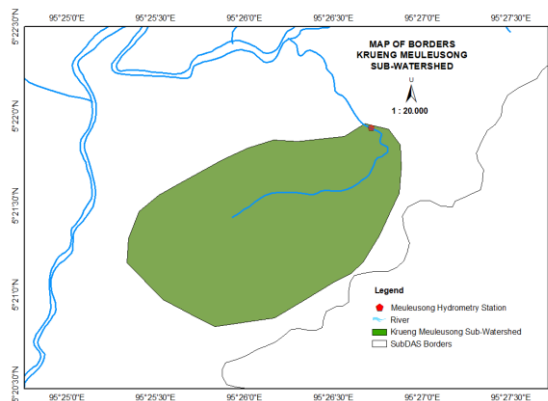 95°25'0"E 95°25'30"E 95°26'0"E 95°26'30"E 95°27'0"E 95°27'30"E
5°22'30"N
5°22'0"N
5°21'30"N
5°21'0"N
5°20'30"N
MAP OF BORDERS
KRUENG MEULEUSONG
SUB-WATERSHED
U
1 : 20.000
Legend
Meuleusong Hydrometry Station
River
Krueng Meuleusong Sub-Watershed
SubDAS Borders
95°25'0"E 95°25'30"E 95°26'0"E 95°26'30"E 95°27'0"E 95°27'30"E